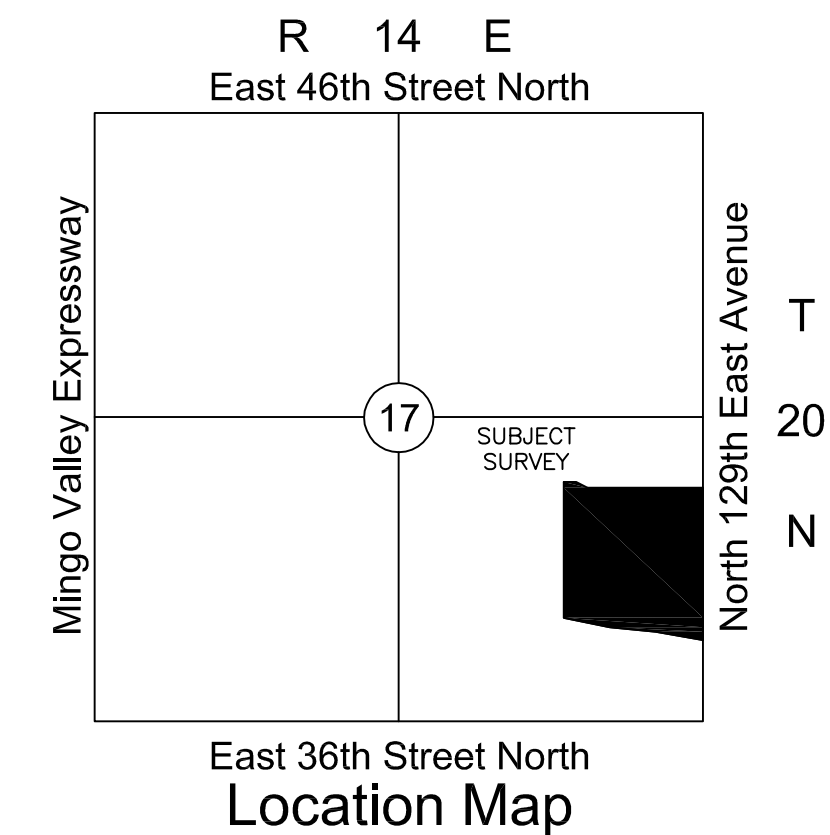 R 14 E
East 46th Street North
Mingo Valley Expressway
17
SUBJECT
SURVEY
North 129th East Avenue
T
20
N
East 36th Street North
Location Map